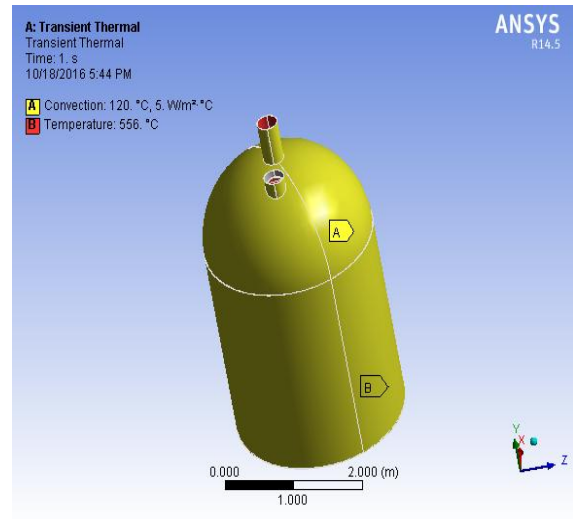 A: Transient Thermal
Transient Thermal
Time: 1. s
10/18/2016 5:44 PM
A Convection: 120. °C, 5. W/m²·°C
B Temperature: 556. °C
ANSYS
R14.5
A
B
0.000 2.000 (m)
1.000
Y
X
Z